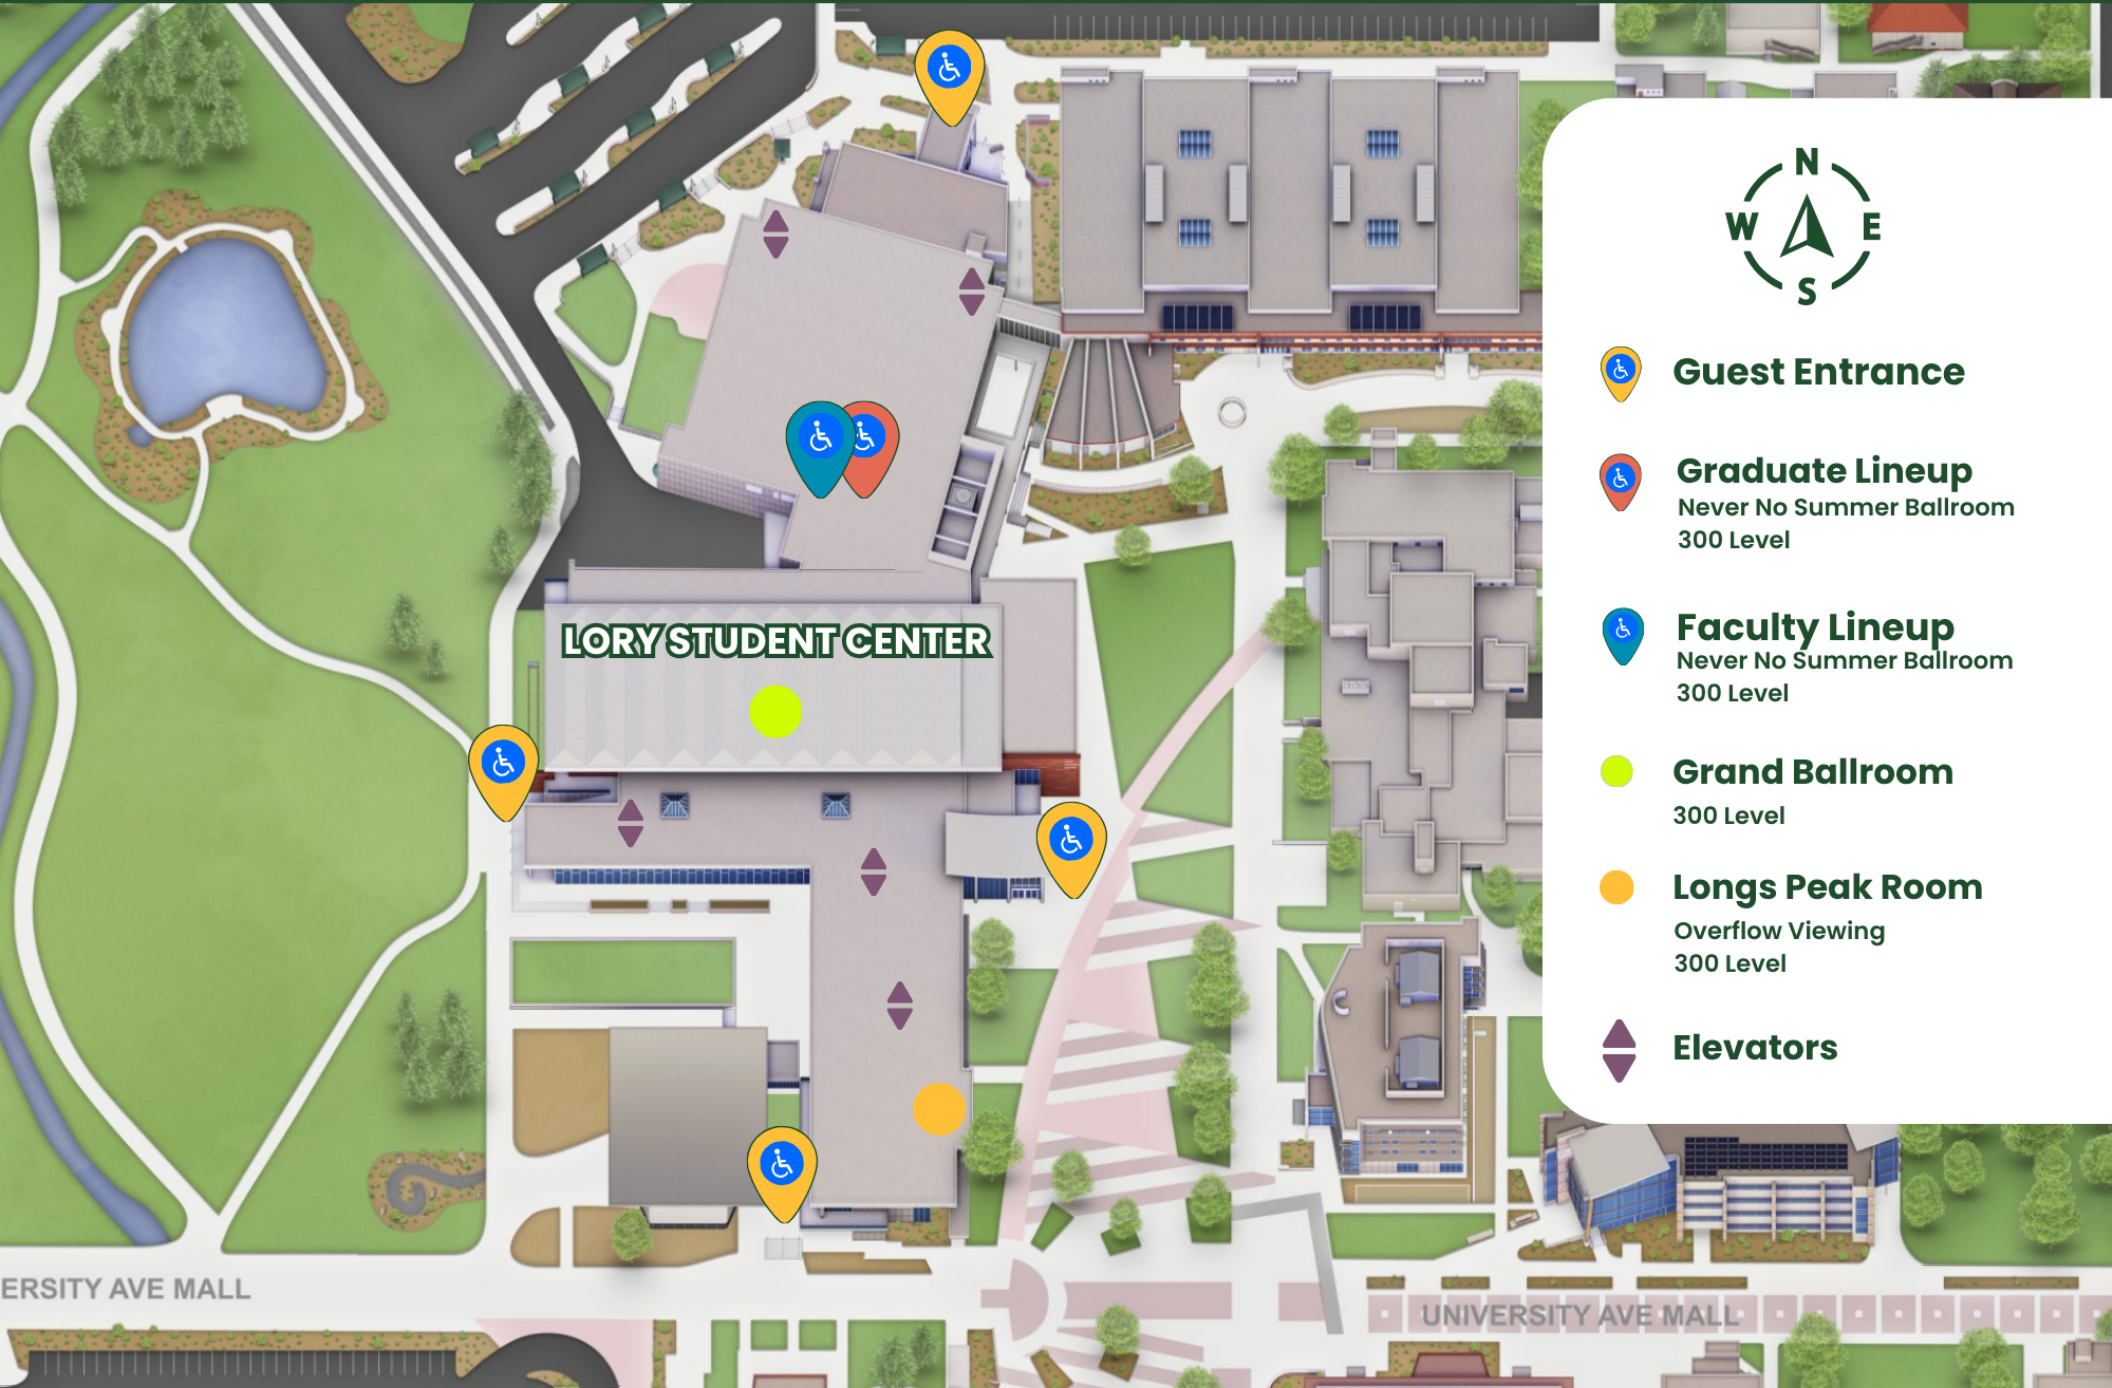 LORY STUDENT CENTER
ERSITY AVE MALL
UNIVERSITY AVE MALL
N
W E
S
Guest Entrance
Graduate Lineup
Never No Summer Ballroom
300 Level
Faculty Lineup
Never No Summer Ballroom
300 Level
Grand Ballroom
300 Level
Longs Peak Room
Overflow Viewing
300 Level
Elevators